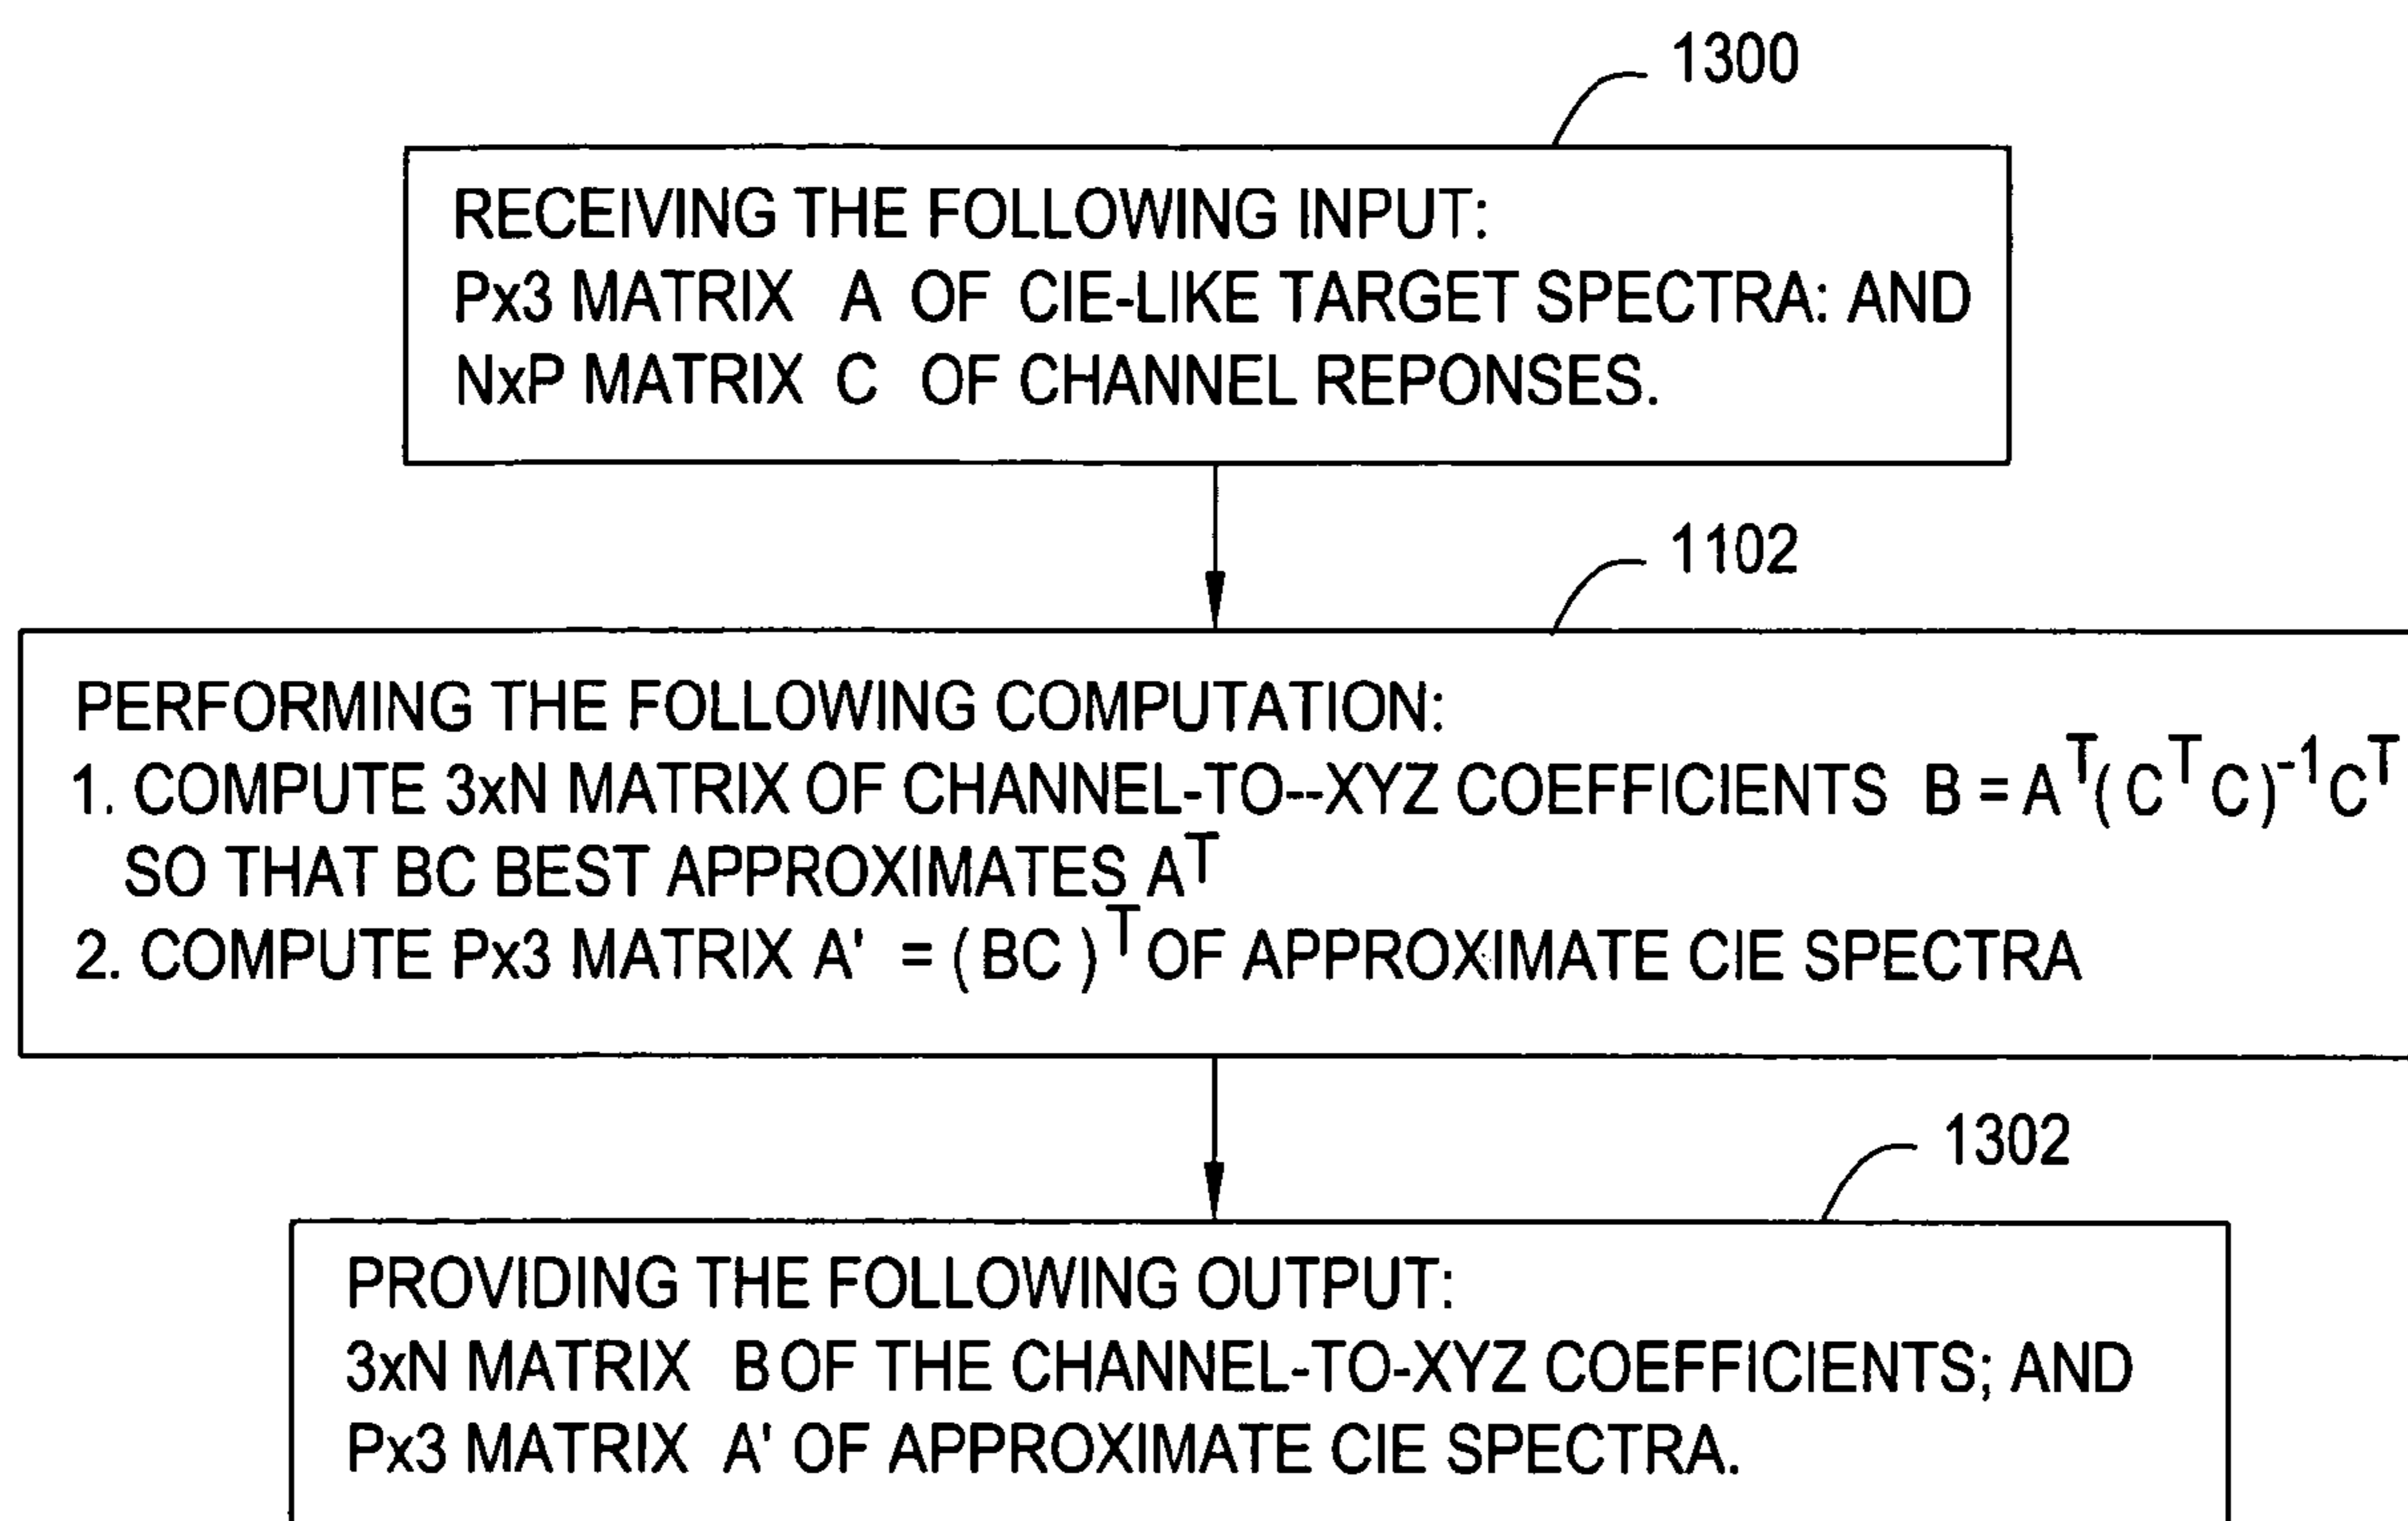 1300
RECEIVING THE FOLLOWING INPUT:
Px3 MATRIX A OF CIE-LIKE TARGET SPECTRA: AND
NxP MATRIX C OF CHANNEL REPONSES.
1102
PERFORMING THE FOLLOWING COMPUTATION:
1. COMPUTE 3xN MATRIX OF CHANNEL-TO--XYZ COEFFICIENTS B = A^T(C^T C)^-1 C^T
SO THAT BC BEST APPROXIMATES A^T
2. COMPUTE Px3 MATRIX A' = (BC)^T OF APPROXIMATE CIE SPECTRA
1302
PROVIDING THE FOLLOWING OUTPUT:
3xN MATRIX B OF THE CHANNEL-TO-XYZ COEFFICIENTS; AND
Px3 MATRIX A' OF APPROXIMATE CIE SPECTRA.